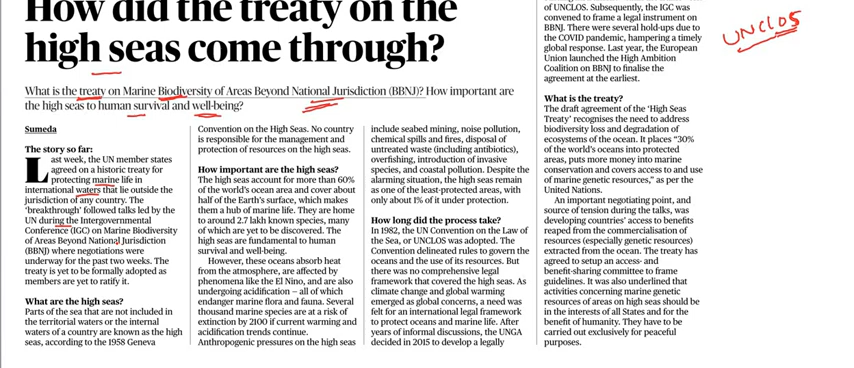 How did the treaty on the
high seas come through?
What is the treaty on Marine Biodiversity of Areas Beyond National Jurisdiction (BBNJ)? How important are
the high seas to human survival and well-being?
Sumeda
The story so far:
Last week, the UN member states
agreed on a historic treaty for
protecting marine life in
international waters that lie outside the
jurisdiction of any country. The
‘breakthrough’ followed talks led by the
UN during the Intergovernmental
Conference (IGC) on Marine Biodiversity
of Areas Beyond National Jurisdiction
(BBNJ) where negotiations were
underway for the past two weeks. The
treaty is yet to be formally adopted as
members are yet to ratify it.
What are the high seas?
Parts of the sea that are not included in
the territorial waters or the internal
waters of a country are known as the high
seas, according to the 1958 Geneva
Convention on the High Seas. No country
is responsible for the management and
protection of resources on the high seas.
How important are the high seas?
The high seas account for more than 60%
of the world’s ocean area and cover about
half of the Earth’s surface, which makes
them a hub of marine life. They are home
to around 2.7 lakh known species, many
of which are yet to be discovered. The
high seas are fundamental to human
survival and well-being.
However, these oceans absorb heat
from the atmosphere, are affected by
phenomena like the El Nino, and are also
undergoing acidification – all of which
endanger marine flora and fauna. Several
thousand marine species are at a risk of
extinction by 2100 if current warming and
acidification trends continue.
Anthropogenic pressures on the high seas
include seabed mining, noise pollution,
chemical spills and fires, disposal of
untreated waste (including antibiotics),
overfishing, introduction of invasive
species, and coastal pollution. Despite the
alarming situation, the high seas remain
as one of the least-protected areas, with
only about 1% of it under protection.
How long did the process take?
In 1982, the UN Convention on the Law of
the Sea, or UNCLOS was adopted. The
Convention delineated rules to govern the
oceans and the use of its resources. But
there was no comprehensive legal
framework that covered the high seas. As
climate change and global warming
emerged as global concerns, a need was
felt for an international legal framework
to protect oceans and marine life. After
years of informal discussions, the UNGA
decided in 2015 to develop a legally
of UNCLOS. Subsequently, the IGC was
convened to frame a legal instrument on
BBNJ. There were several hold-ups due to
the COVID pandemic, hampering a timely
global response. Last year, the European
Union launched the High Ambition
Coalition on BBNJ to finalise the
agreement at the earliest.
What is the treaty?
The draft agreement of the ‘High Seas
Treaty’ recognises the need to address
biodiversity loss and degradation of
ecosystems of the ocean. It places “30%
of the world’s oceans into protected
areas, puts more money into marine
conservation and covers access to and use
of marine genetic resources,” as per the
United Nations.
An important negotiating point, and
source of tension during the talks, was
developing countries’ access to benefits
reaped from the commercialisation of
resources (especially genetic resources)
extracted from the ocean. The treaty has
agreed to setup an access- and
benefit-sharing committee to frame
guidelines. It was also underlined that
activities concerning marine genetic
resources of areas on high seas should be
in the interests of all States and for the
benefit of humanity. They have to be
carried out exclusively for peaceful
purposes.
UNCLOS